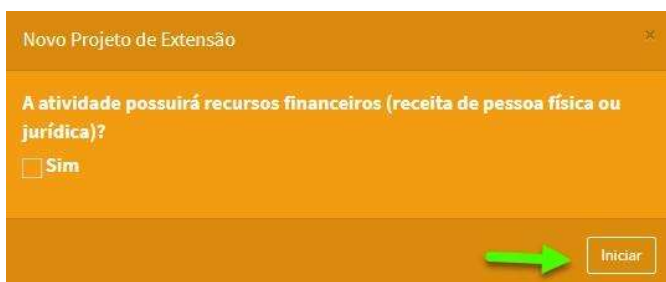 Novo Projeto de Extensão
×
A atividade possuirá recursos financeiros (receita de pessoa física ou
jurídica)?
Sim
Iniciar